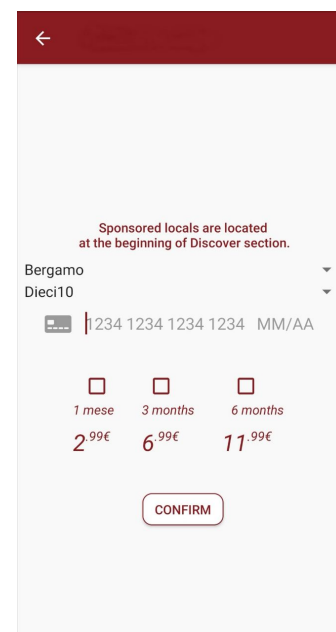 Sponsored locals are located
at the beginning of Discover section.
Bergamo
Dieci10
1234 1234 1234 1234 MM/AA
1 mese 3 months 6 months
2.99€ 6.99€ 11.99€
CONFIRM